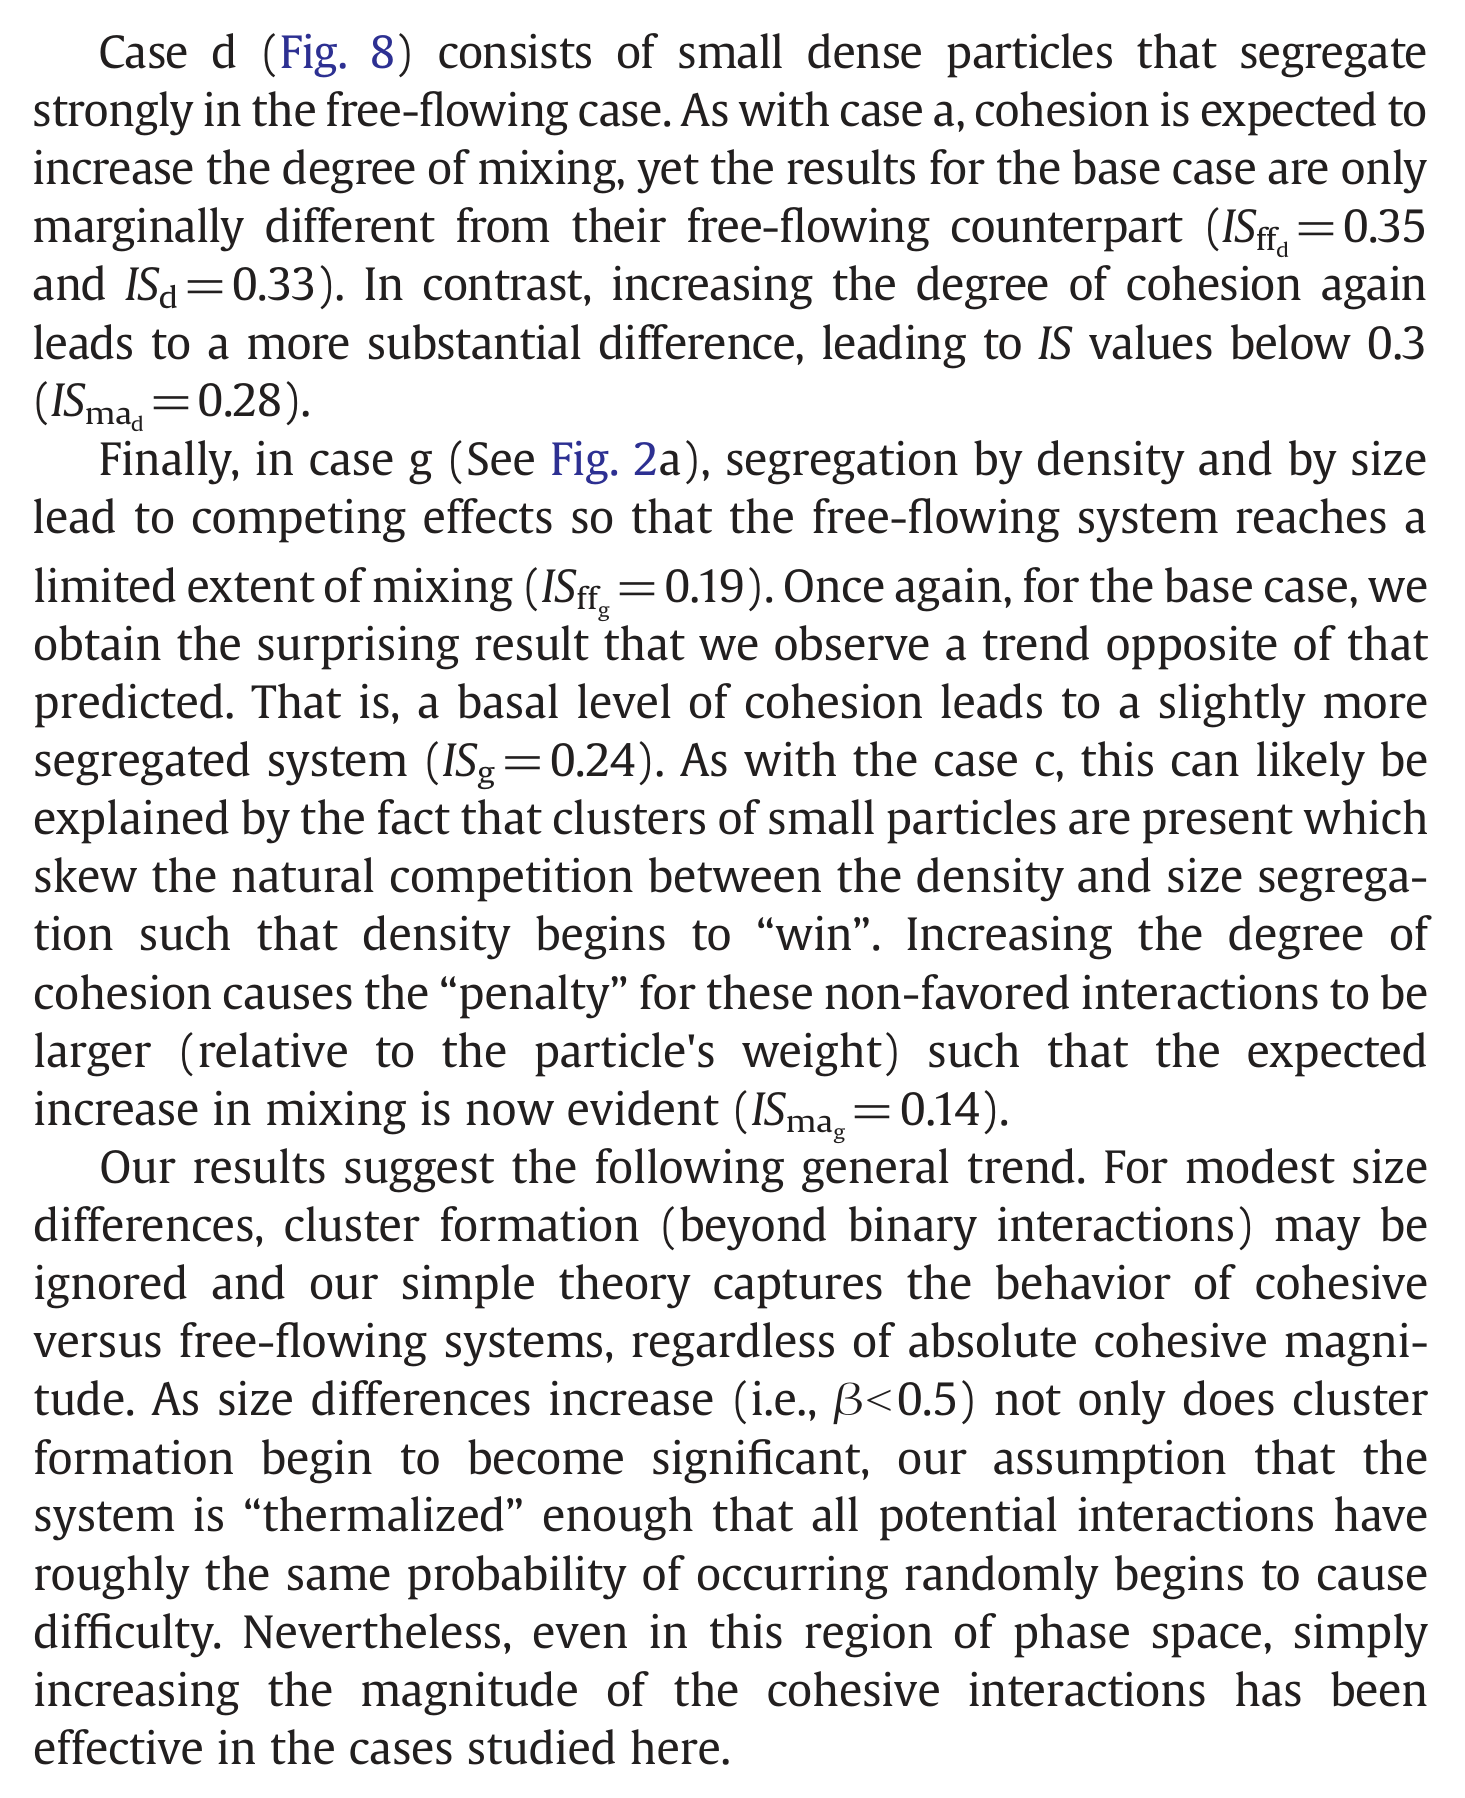 Case d (Fig. 8) consists of small dense particles that segregate
strongly in the free-flowing case. As with case a, cohesion is expected to
increase the degree of mixing, yet the results for the base case are only
marginally different from their free-flowing counterpart (IS_ff_d = 0.35
and IS_d = 0.33). In contrast, increasing the degree of cohesion again
leads to a more substantial difference, leading to IS values below 0.3
(IS_ma_d = 0.28).
Finally, in case g (See Fig. 2a), segregation by density and by size
lead to competing effects so that the free-flowing system reaches a
limited extent of mixing (IS_ff_g = 0.19). Once again, for the base case, we
obtain the surprising result that we observe a trend opposite of that
predicted. That is, a basal level of cohesion leads to a slightly more
segregated system (IS_g = 0.24). As with the case c, this can likely be
explained by the fact that clusters of small particles are present which
skew the natural competition between the density and size segrega-
tion such that density begins to “win”. Increasing the degree of
cohesion causes the “penalty” for these non-favored interactions to be
larger (relative to the particle's weight) such that the expected
increase in mixing is now evident (IS_ma_g = 0.14).
Our results suggest the following general trend. For modest size
differences, cluster formation (beyond binary interactions) may be
ignored and our simple theory captures the behavior of cohesive
versus free-flowing systems, regardless of absolute cohesive magni-
tude. As size differences increase (i.e., β<0.5) not only does cluster
formation begin to become significant, our assumption that the
system is “thermalized” enough that all potential interactions have
roughly the same probability of occurring randomly begins to cause
difficulty. Nevertheless, even in this region of phase space, simply
increasing the magnitude of the cohesive interactions has been
effective in the cases studied here.